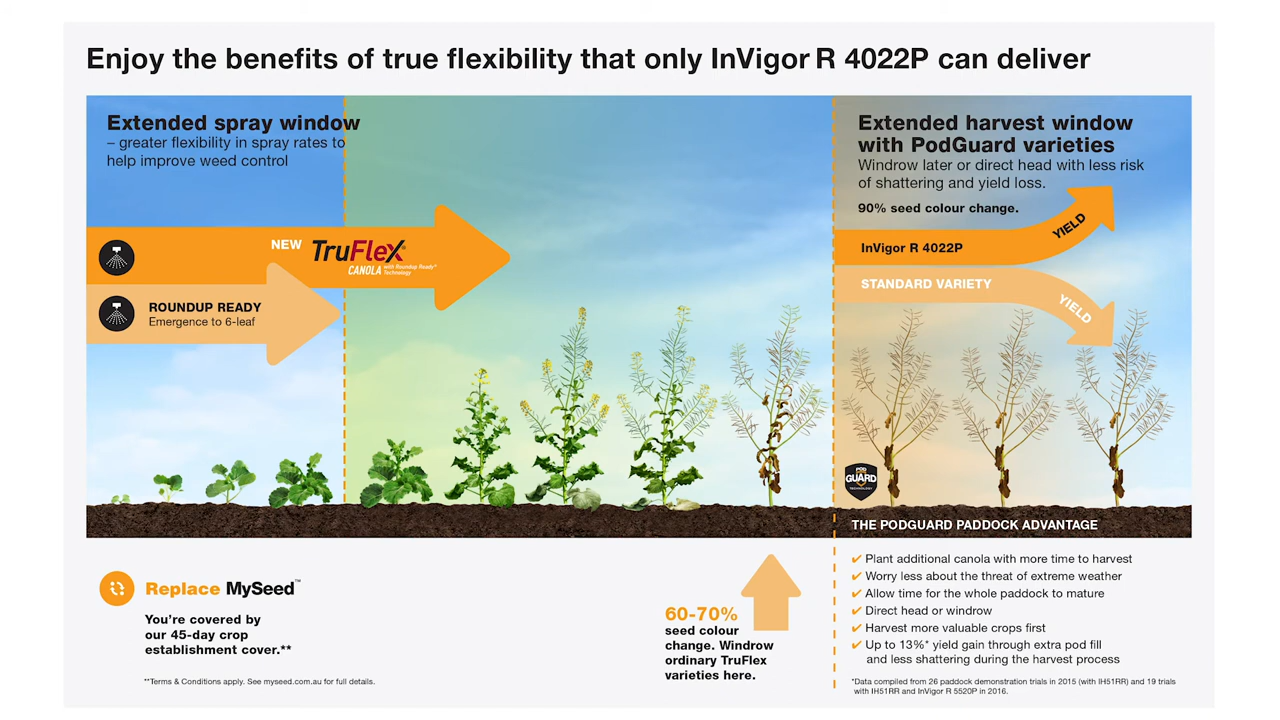 Enjoy the benefits of true flexibility that only InVigor R 4022P can deliver
Extended spray window
– greater flexibility in spray rates to
help improve weed control
NEW TruFlex®
CANOLA with Roundup Ready®
Technology
ROUNDUP READY
Emergence to 6-leaf
Extended harvest window
with PodGuard varieties
Windrow later or direct head with less risk
of shattering and yield loss.
90% seed colour change.
InVigor R 4022P
YIELD
STANDARD VARIETY
YIELD
POD
GUARD
TECHNOLOGY
THE PODGUARD PADDOCK ADVANTAGE
✔ Plant additional canola with more time to harvest
✔ Worry less about the threat of extreme weather
✔ Allow time for the whole paddock to mature
✔ Direct head or windrow
✔ Harvest more valuable crops first
✔ Up to 13%* yield gain through extra pod fill
and less shattering during the harvest process
*Data compiled from 26 paddock demonstration trials in 2015 (with IH51RR) and 19 trials
with IH51RR and InVigor R 5520P in 2016.
60-70%
seed colour
change. Windrow
ordinary TruFlex
varieties here.
Replace MySeed™
You're covered by
our 45-day crop
establishment cover.**
**Terms & Conditions apply. See myseed.com.au for full details.